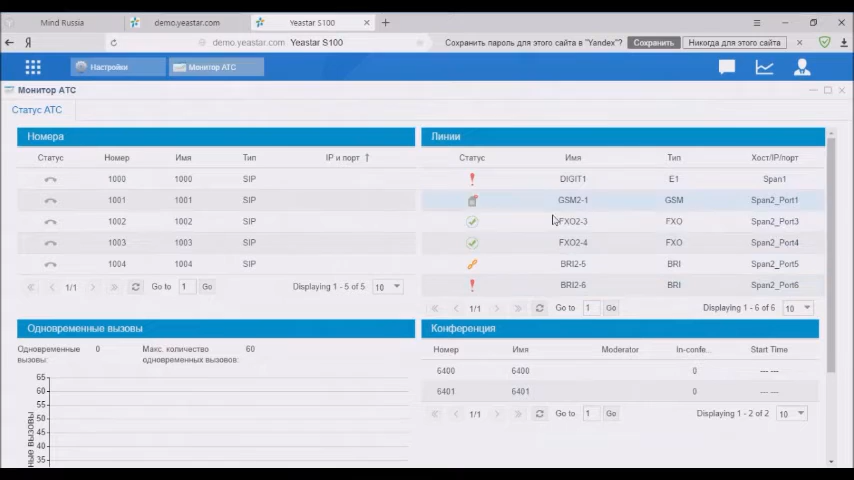 Mind Russia
demo.yeastar.com
Yeastar S100
demo.yeastar.com Yeastar S100
Сохранить пароль для этого сайта в "Yandex"?
Сохранить
Никогда для этого сайта
Настройки
Монитор АТС
Монитор АТС
Статус АТС
Номера
Статус Номер Имя Тип IP и порт
1000 1000 SIP
1001 1001 SIP
1002 1002 SIP
1003 1003 SIP
1004 1004 SIP
1/1 Go to 1 Go Displaying 1 - 5 of 5 10
Линии
Статус Имя Тип Хост/IP/порт
DIGIT1 E1 Span1
GSM2-1 GSM Span2_Port1
FXO2-3 FXO Span2_Port3
FXO2-4 FXO Span2_Port4
BRI2-5 BRI Span2_Port5
BRI2-6 BRI Span2_Port6
1/1 Go to 1 Go Displaying 1 - 6 of 6 10
Одновременные вызовы
Одновременные вызовы: 0
Макс. количество одновременных вызовов: 60
65
60
55
50
45
40
35
ные вызовы
Конференция
Номер Имя Moderator In-confe... Start Time
6400 6400 0 --- ---
6401 6401 0 --- ---
1/1 Go to 1 Go Displaying 1 - 2 of 2 10